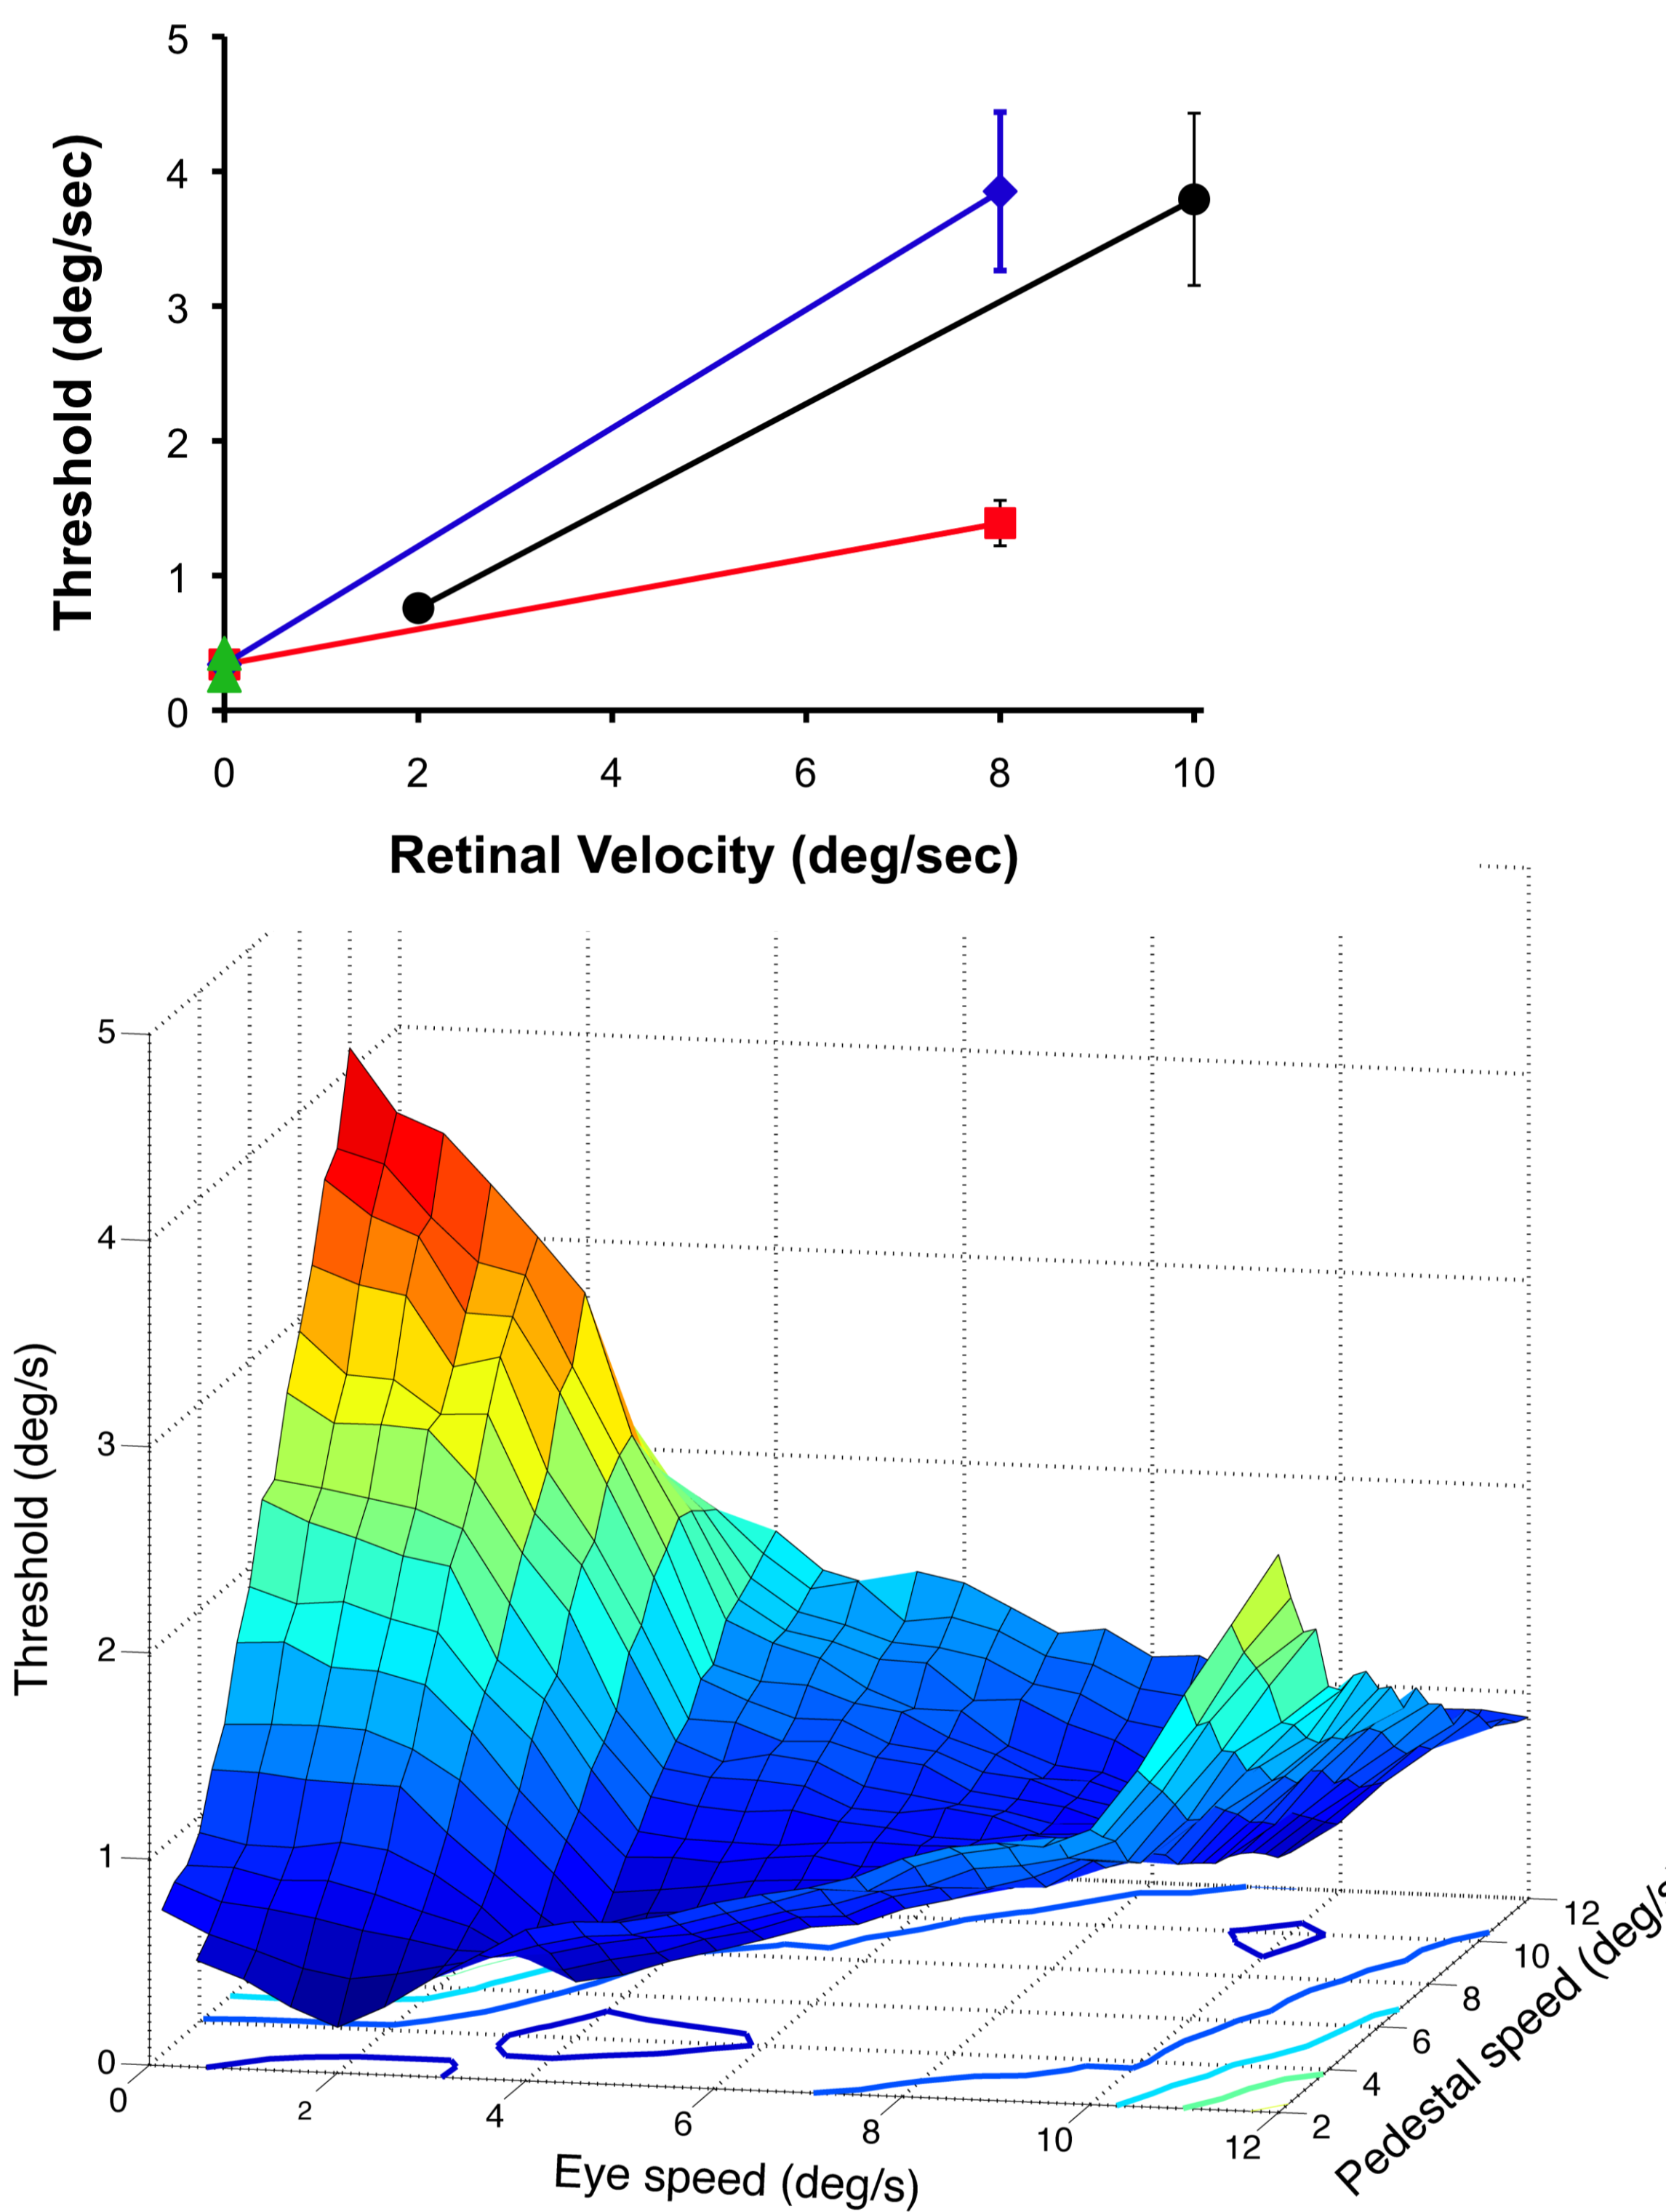 5
4
3
2
1
0
Threshold (deg/sec)
0 2 4 6 8 10
Retinal Velocity (deg/sec)
5
4
3
2
1
0
Threshold (deg/s)
0 2 4 6 8 10 12
Eye speed (deg/s)
2 4 6 8 10 12
Pedestal speed (deg/s